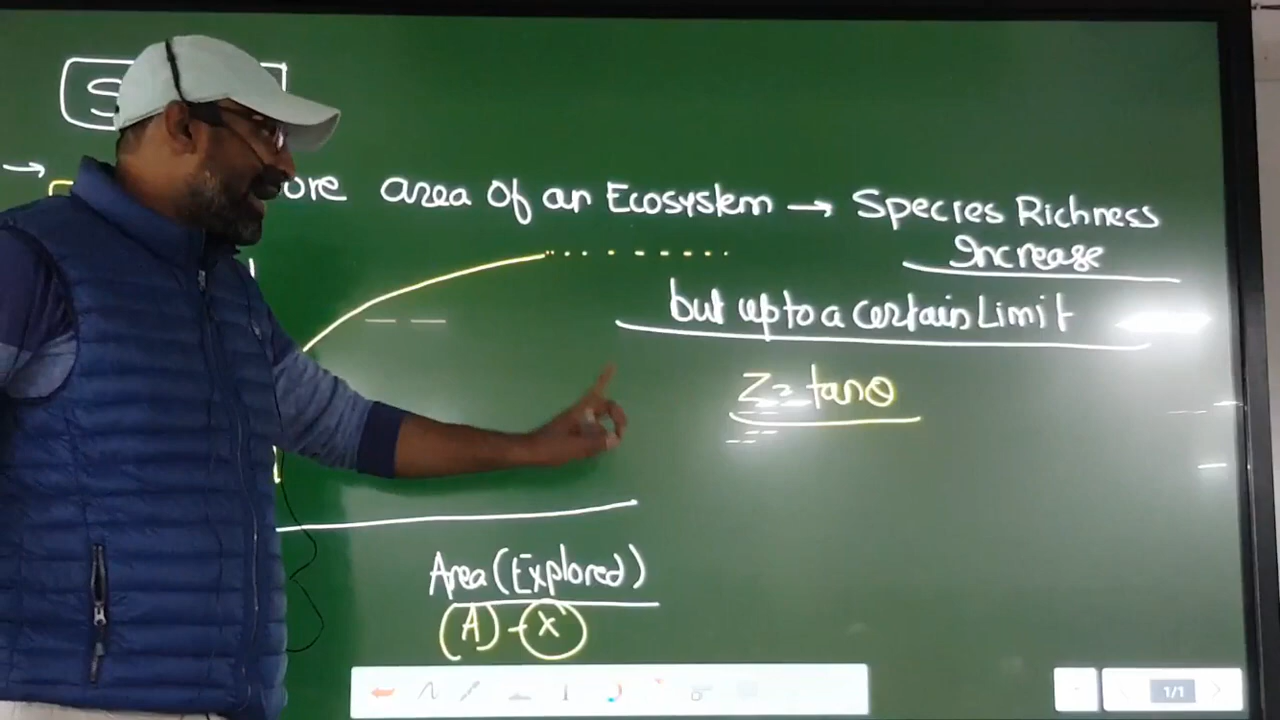 S
→
ore area of an Ecosystem → Species Richness
Increase
but upto a certain Limit
Z = tanθ
Area (Explored)
(A) - X
1/1